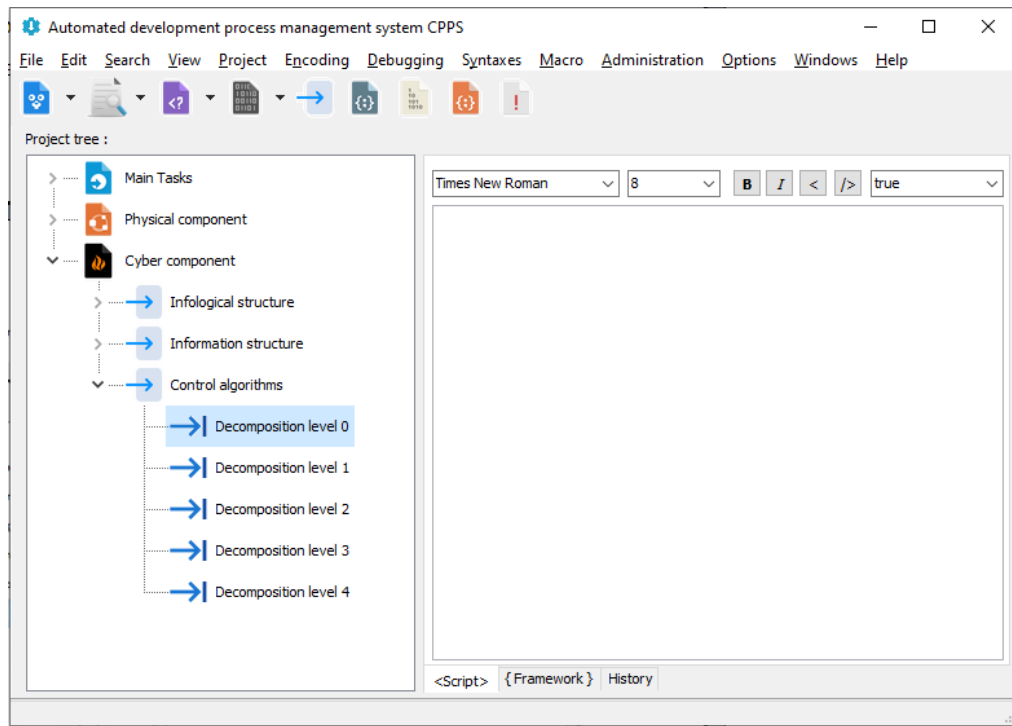 Automated development process management system CPPS
File Edit Search View Project Encoding Debugging Syntaxes Macro Administration Options Windows Help
Project tree :
Main Tasks
Physical component
Cyber component
Infological structure
Information structure
Control algorithms
Decomposition level 0
Decomposition level 1
Decomposition level 2
Decomposition level 3
Decomposition level 4
Times New Roman 8 B I < /> true
<Script> {Framework} History